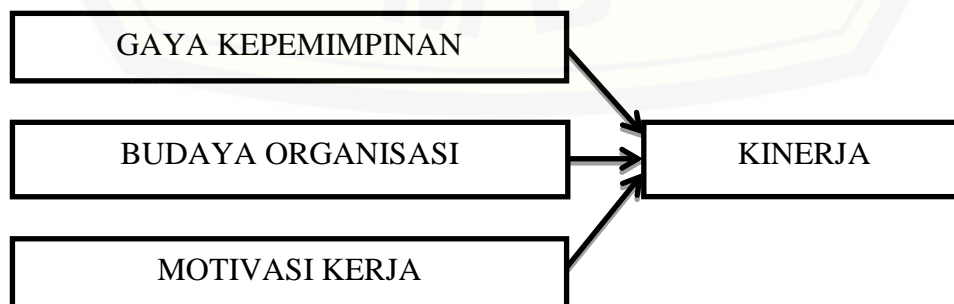 GAYA KEPEMIMPINAN
BUDAYA ORGANISASI
KINERJA
MOTIVASI KERJA